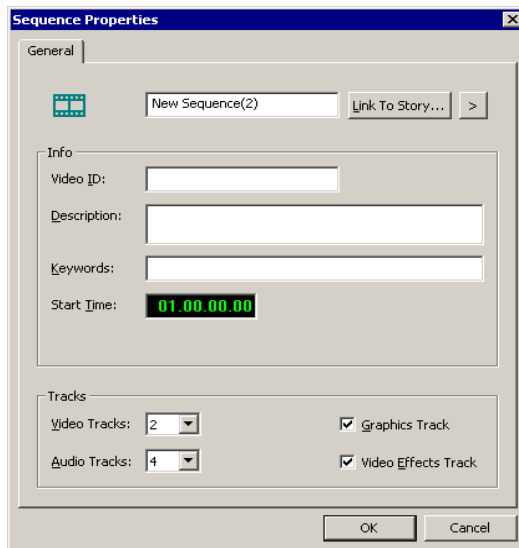 Sequence Properties
General
New Sequence(2) Link To Story... >
Info
Video ID:
Description:
Keywords:
Start Time: 01.00.00.00
Tracks
Video Tracks: 2 Graphics Track
Audio Tracks: 4 Video Effects Track
OK Cancel